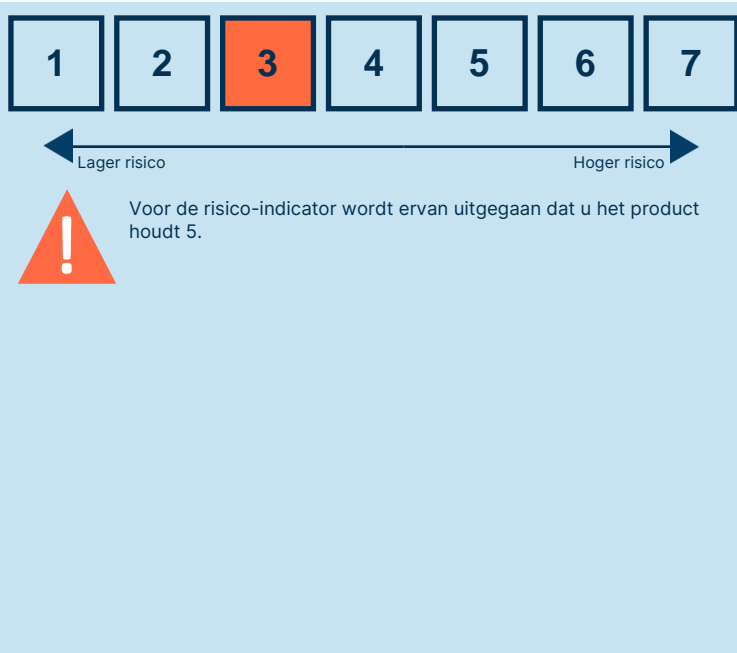 1 2 3 4 5 6 7
Lager risico Hoger risico
Voor de risico-indicator wordt ervan uitgegaan dat u het product
houdt 5.